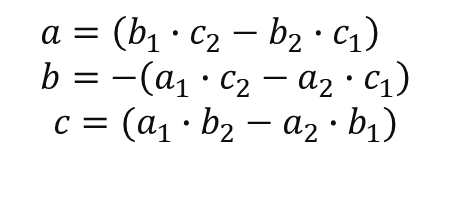 a = (b₁ · c₂ − b₂ · c₁)
b = −(a₁ · c₂ − a₂ · c₁)
c = (a₁ · b₂ − a₂ · b₁)